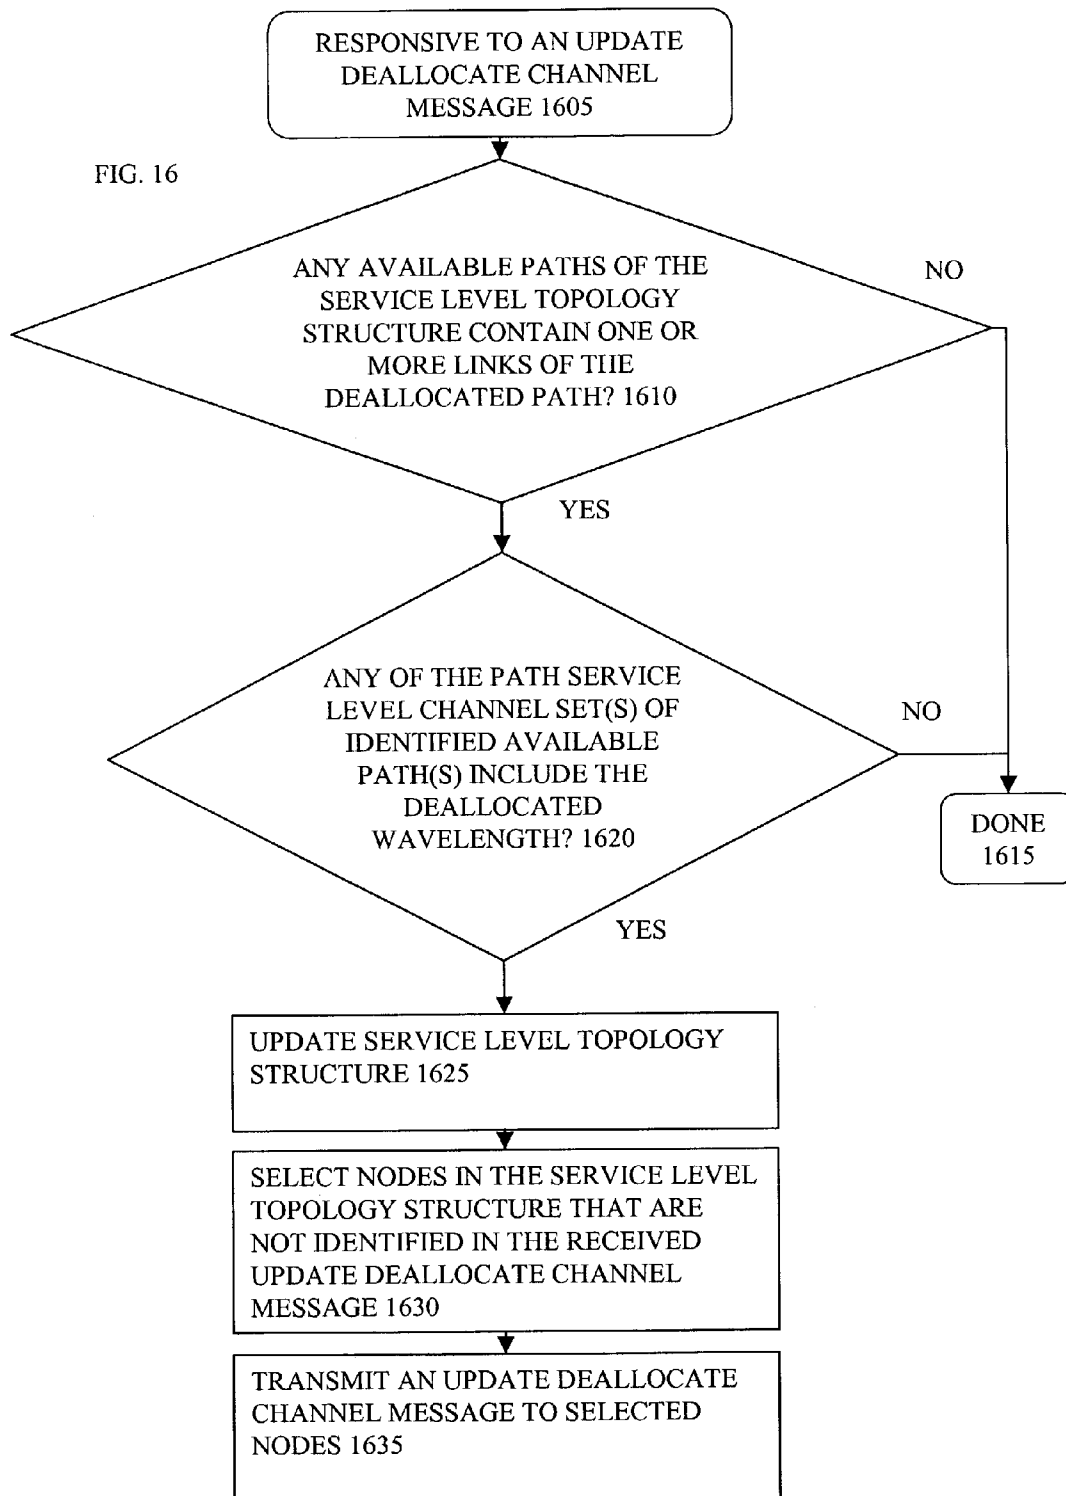 RESPONSIVE TO AN UPDATE
DEALLOCATE CHANNEL
MESSAGE 1605
FIG. 16
ANY AVAILABLE PATHS OF THE
SERVICE LEVEL TOPOLOGY
STRUCTURE CONTAIN ONE OR
MORE LINKS OF THE
DEALLOCATED PATH? 1610
NO
YES
ANY OF THE PATH SERVICE
LEVEL CHANNEL SET(S) OF
IDENTIFIED AVAILABLE
PATH(S) INCLUDE THE
DEALLOCATED
WAVELENGTH? 1620
NO
DONE
1615
YES
UPDATE SERVICE LEVEL TOPOLOGY
STRUCTURE 1625
SELECT NODES IN THE SERVICE LEVEL
TOPOLOGY STRUCTURE THAT ARE
NOT IDENTIFIED IN THE RECEIVED
UPDATE DEALLOCATE CHANNEL
MESSAGE 1630
TRANSMIT AN UPDATE DEALLOCATE
CHANNEL MESSAGE TO SELECTED
NODES 1635